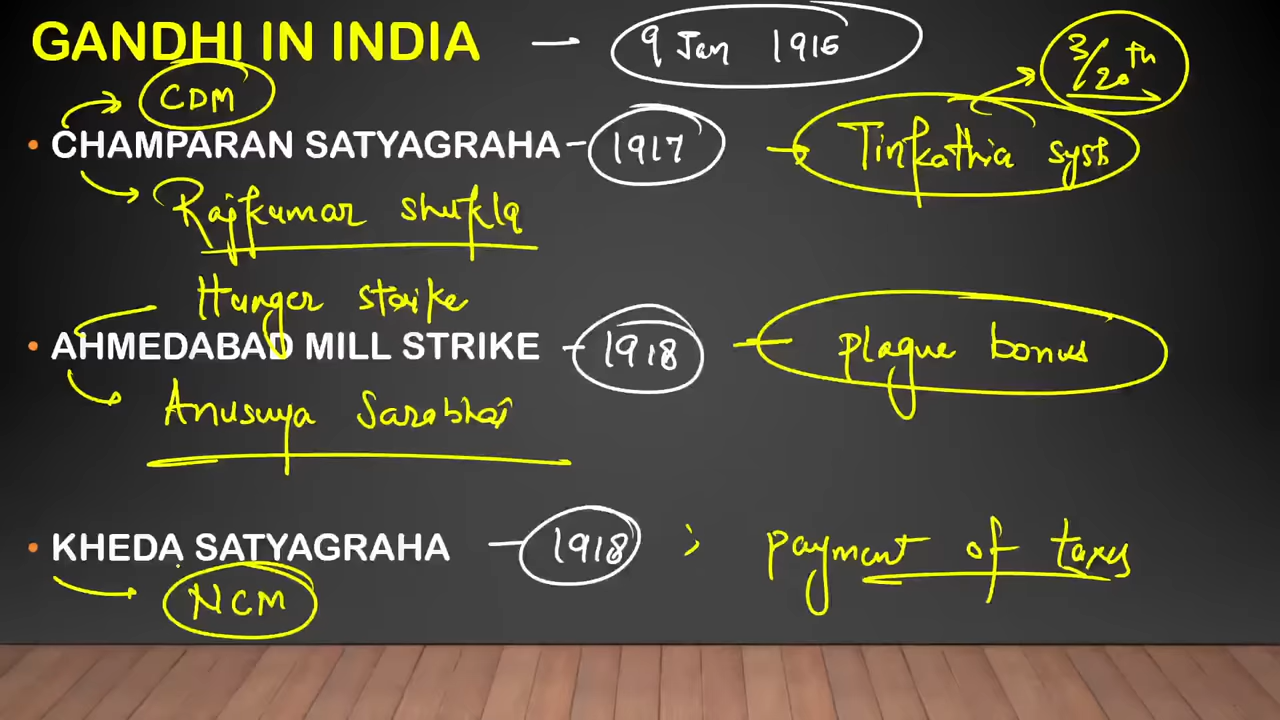 GANDHI IN INDIA — 9 Jan 1915
3/20th
CDM
• CHAMPARAN SATYAGRAHA – 1917 – Tinkathia syst
Rajkumar shukla
Hunger strike
• AHMEDABAD MILL STRIKE – 1918 – plague bonus
Anusuya Sarabhai
• KHEDA SATYAGRAHA – 1918 : payment of taxes
NCM